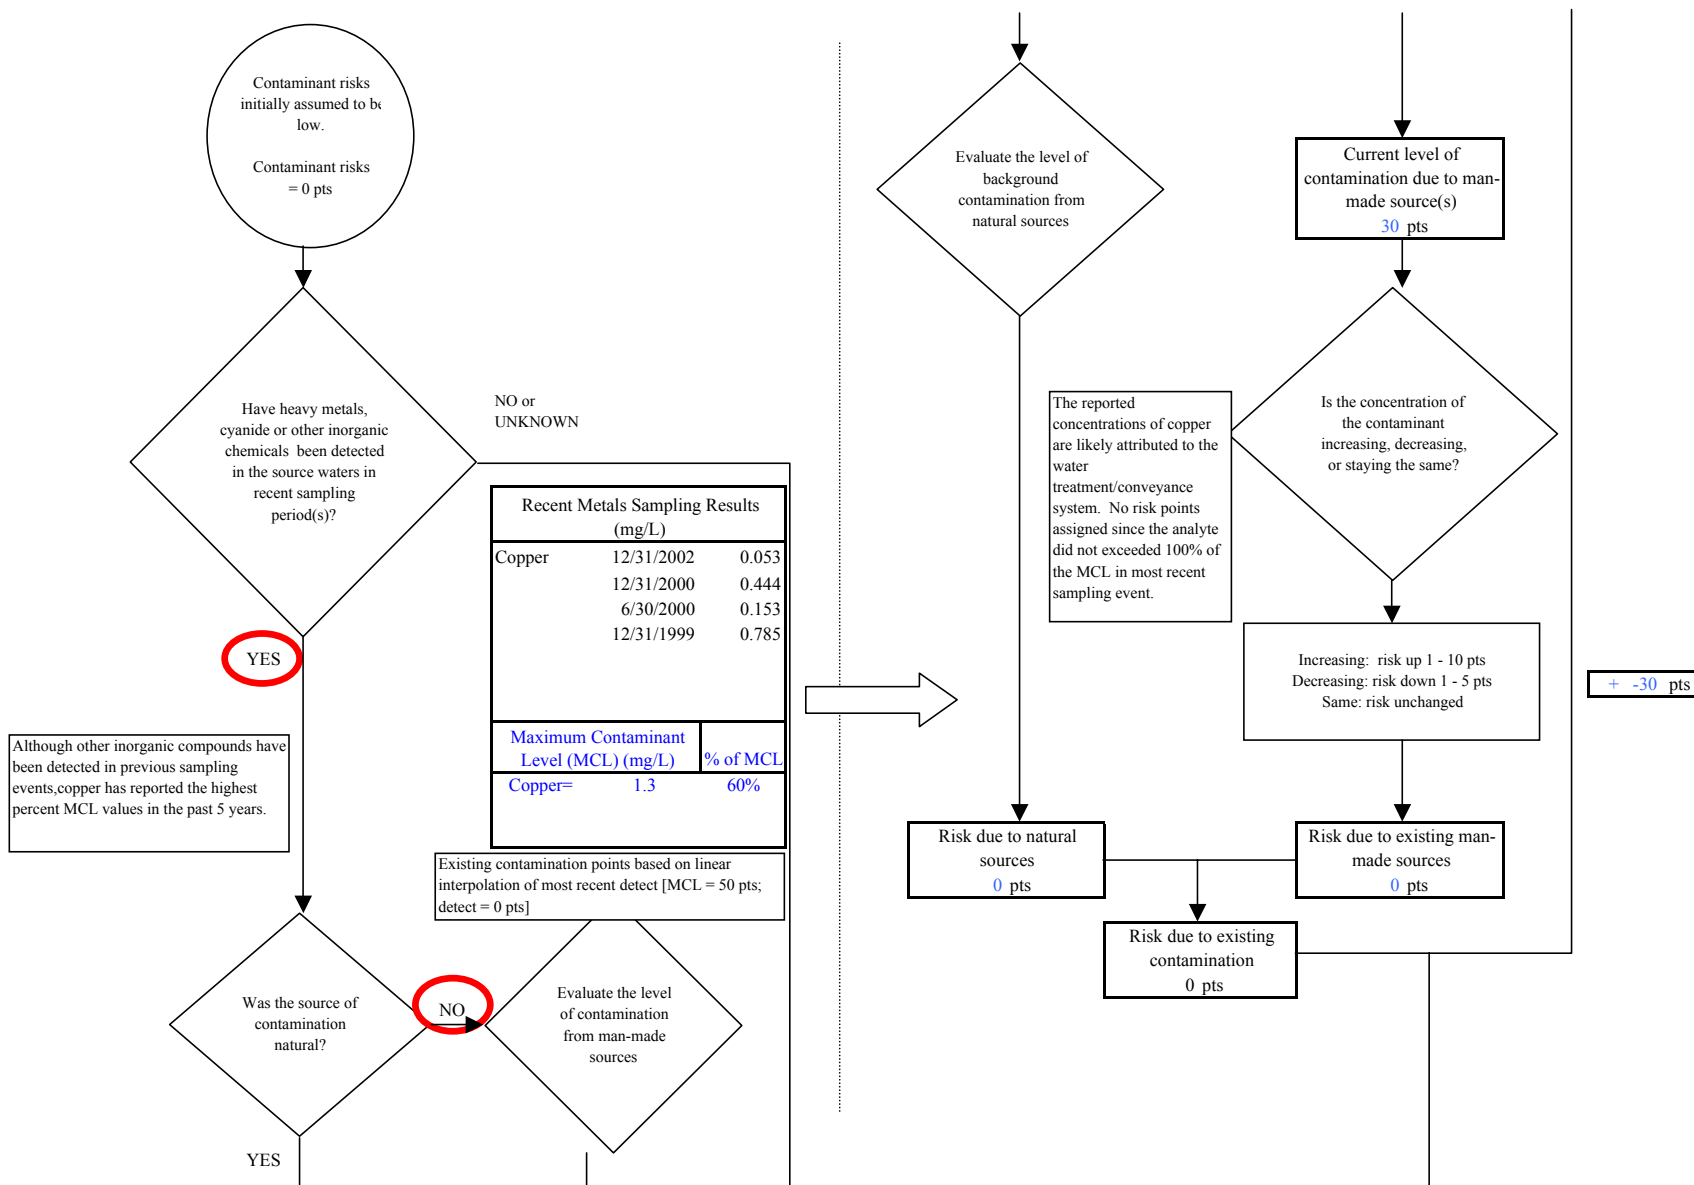 Contaminant risks
initially assumed to be
low.
Contaminant risks
= 0 pts
Have heavy metals,
cyanide or other inorganic
chemicals  been detected
in the source waters in
recent sampling
period(s)?
NO or
UNKNOWN
YES
Recent Metals Sampling Results
(mg/L)
Copper 12/31/2002 0.053
12/31/2000 0.444
6/30/2000 0.153
12/31/1999 0.785
Maximum Contaminant
Level (MCL) (mg/L) % of MCL
Copper= 1.3 60%
Although other inorganic compounds have
been detected in previous sampling
events,copper has reported the highest
percent MCL values in the past 5 years.
Existing contamination points based on linear
interpolation of most recent detect [MCL = 50 pts;
detect = 0 pts]
Was the source of
contamination
natural?
NO
Evaluate the level
of contamination
from man-made
sources
YES
Evaluate the level of
background
contamination from
natural sources
Current level of
contamination due to man-
made source(s)
30 pts
The reported
concentrations of copper
are likely attributed to the
water
treatment/conveyance
system.  No risk points
assigned since the analyte
did not exceeded 100% of
the MCL in most recent
sampling event.
Is the concentration of
the contaminant
increasing, decreasing,
or staying the same?
Increasing:  risk up 1 - 10 pts
Decreasing: risk down 1 - 5 pts
Same: risk unchanged
+ -30 pts
Risk due to natural
sources
0 pts
Risk due to existing man-
made sources
0 pts
Risk due to existing
contamination
0 pts